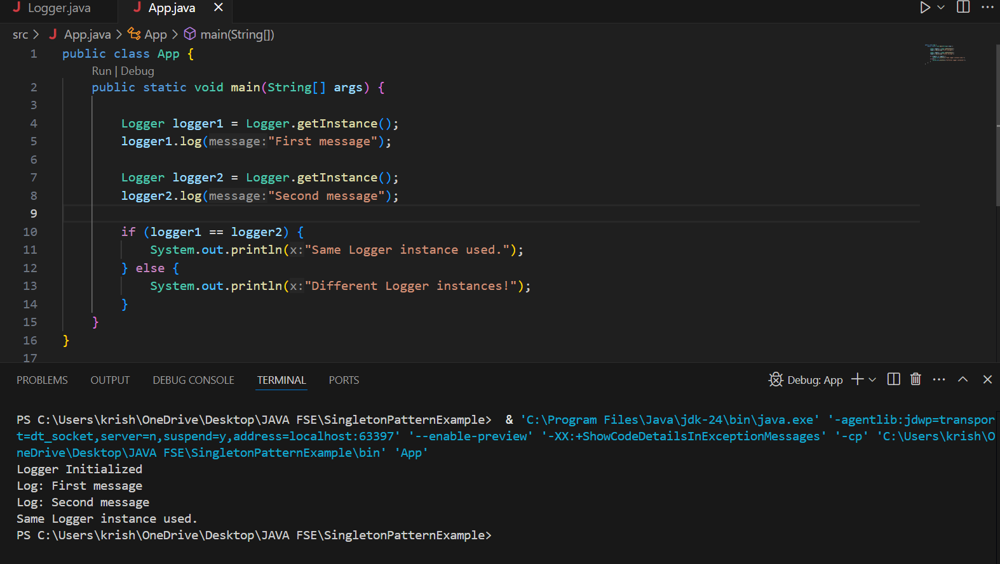 Logger.java App.java
src > App.java > App > main(String[])
1 public class App {
Run | Debug
2 public static void main(String[] args) {
3
4 Logger logger1 = Logger.getInstance();
5 logger1.log(message:"First message");
6
7 Logger logger2 = Logger.getInstance();
8 logger2.log(message:"Second message");
9
10 if (logger1 == logger2) {
11 System.out.println(x:"Same Logger instance used.");
12 } else {
13 System.out.println(x:"Different Logger instances!");
14 }
15 }
16 }
17
PROBLEMS OUTPUT DEBUG CONSOLE TERMINAL PORTS Debug: App
PS C:\Users\krish\OneDrive\Desktop\JAVA FSE\SingletonPatternExample> & 'C:\Program Files\Java\jdk-24\bin\java.exe' '-agentlib:jdwp=transpor
t=dt_socket,server=n,suspend=y,address=localhost:63397' '--enable-preview' '-XX:+ShowCodeDetailsInExceptionMessages' '-cp' 'C:\Users\krish\O
neDrive\Desktop\JAVA FSE\SingletonPatternExample\bin' 'App'
Logger Initialized
Log: First message
Log: Second message
Same Logger instance used.
PS C:\Users\krish\OneDrive\Desktop\JAVA FSE\SingletonPatternExample>